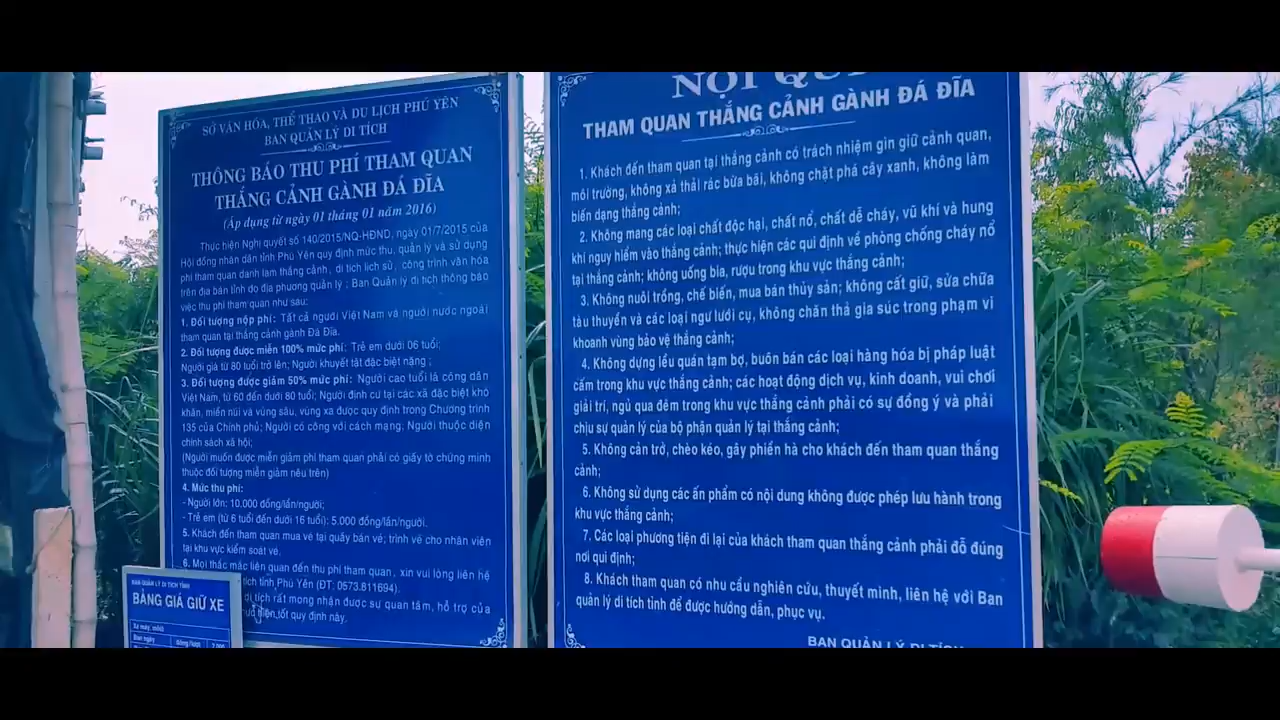 SỞ VĂN HÓA, THỂ THAO VÀ DU LỊCH PHÚ YÊN
BAN QUẢN LÝ DI TÍCH
THÔNG BÁO THU PHÍ THAM QUAN
THẮNG CẢNH GÀNH ĐÁ ĐĨA
(Áp dụng từ ngày 01 tháng 01 năm 2016)
Thực hiện Nghị quyết số 140/2015/NQ-HĐND, ngày 01/7/2015 của
Hội đồng nhân dân tỉnh Phú Yên quy định mức thu, quản lý và sử dụng
phí tham quan danh lam thắng cảnh, di tích lịch sử, công trình văn hóa
trên địa bàn tỉnh do địa phương quản lý; Ban Quản lý di tích thông báo
việc thu phí tham quan như sau:
1. Đối tượng nộp phí: Tất cả người Việt Nam và người nước ngoài
tham quan tại thắng cảnh gành Đá Đĩa.
2. Đối tượng được miễn 100% mức phí: Trẻ em dưới 06 tuổi;
Người già từ 80 tuổi trở lên; Người khuyết tật đặc biệt nặng;
3. Đối tượng được giảm 50% mức phí: Người cao tuổi là công dân
Việt Nam, từ 60 đến dưới 80 tuổi; Người định cư tại các xã đặc biệt khó
khăn, miền núi và vùng sâu, vùng xa được quy định trong Chương trình
135 của Chính phủ; Người có công với cách mạng, Người thuộc diện
chính sách xã hội;
(Người muốn được miễn giảm phí tham quan phải có giấy tờ chứng minh
thuộc đối tượng miễn giảm nêu trên)
4. Mức thu phí:
- Người lớn: 10.000 đồng/lần/người;
- Trẻ em (từ 6 tuổi đến dưới 16 tuổi): 5.000 đồng/lần/người.
5. Khách đến tham quan mua vé tại quầy bán vé; trình vé cho nhân viên
tại khu vực kiểm soát vé.
6. Mọi thắc mắc liên quan đến thu phí tham quan, xin vui lòng liên hệ
tích tỉnh Phú Yên (ĐT: 0573.811694).
di tích rất mong nhận được sự quan tâm, hỗ trợ của
hiện tốt quy định này.
BAN QUẢN LÝ DI TÍCH TỈNH
BẢNG GIÁ GIỮ XE
Xe máy, môtô
Ban ngày
NỘI QUY
THAM QUAN THẮNG CẢNH GÀNH ĐÁ ĐĨA
1. Khách đến tham quan tại thắng cảnh có trách nhiệm gìn giữ cảnh quan,
môi trường, không xả thải rác bừa bãi, không chặt phá cây xanh, không làm
biến dạng thắng cảnh;
2. Không mang các loại chất độc hại, chất nổ, chất dễ cháy, vũ khí và hung
khí nguy hiểm vào thắng cảnh; thực hiện các qui định về phòng chống cháy nổ
tại thắng cảnh; không uống bia, rượu trong khu vực thắng cảnh;
3. Không nuôi trồng, chế biến, mua bán thủy sản; không cất giữ, sửa chữa
tàu thuyền và các loại ngư lưới cụ, không chăn thả gia súc trong phạm vi
khoanh vùng bảo vệ thắng cảnh;
4. Không dựng lều quán tạm bợ, buôn bán các loại hàng hóa bị pháp luật
cấm trong khu vực thắng cảnh; các hoạt động dịch vụ, kinh doanh, vui chơi
giải trí, ngủ qua đêm trong khu vực thắng cảnh phải có sự đồng ý và phải
chịu sự quản lý của bộ phận quản lý tại thắng cảnh;
5. Không cản trở, chèo kéo, gây phiền hà cho khách đến tham quan thắng
cảnh;
6. Không sử dụng các ấn phẩm có nội dung không được phép lưu hành trong
khu vực thắng cảnh;
7. Các loại phương tiện đi lại của khách tham quan thắng cảnh phải đỗ đúng
nơi qui định;
8. Khách tham quan có nhu cầu nghiên cứu, thuyết minh, liên hệ với Ban
quản lý di tích tỉnh để được hướng dẫn, phục vụ.
BAN QUẢN LÝ DI TÍCH